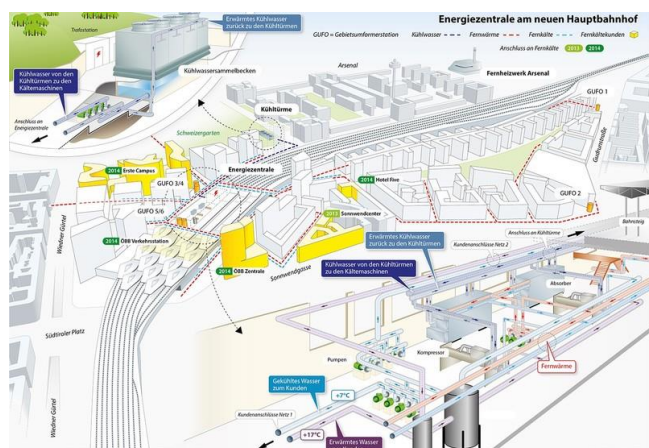 Energiezentrale am neuen Hauptbahnhof
GUFO = Gebietsumformerstation
Kühlwasser
Fernwärme
Fernkälte
Fernkältekunden
Anschluss an Fernkälte
2013
2014
Trafostation
Erwärmtes Kühlwasser
zurück zu den Kühltürmen
Kühlwassersammelbecken
Kühlwasser von den
Kühltürmen zu den
Kältemaschinen
Anschluss an
Energiezentrale
Arsenal
Fernheizwerk Arsenal
Kühltürme
Schweizergarten
GUFO 1
Gudrunstraße
Energiezentrale
2014 Erste Campus
GUFO 3/4
2014 Hotel Five
GUFO 2
GUFO 5/6
2013 Sonnwendcenter
Wiedner Gürtel
2014 ÖBB Verkehrsstation
2014 ÖBB Zentrale
Sonnwendgasse
Bahnsteig
Anschluss an Kühltürme
Kundenanschlüsse Netz 2
Erwärmtes Kühlwasser
zurück zu den Kühltürmen
Kühlwasser von den Kühltürmen
zu den Kältemaschinen
Absorber
Südtiroler Platz
Pumpen
Kompressor
Fernwärme
Wiedner Gürtel
Gekühltes Wasser
zum Kunden
+7°C
Kundenanschlüsse Netz 1
+17°C
Erwärmtes Wasser